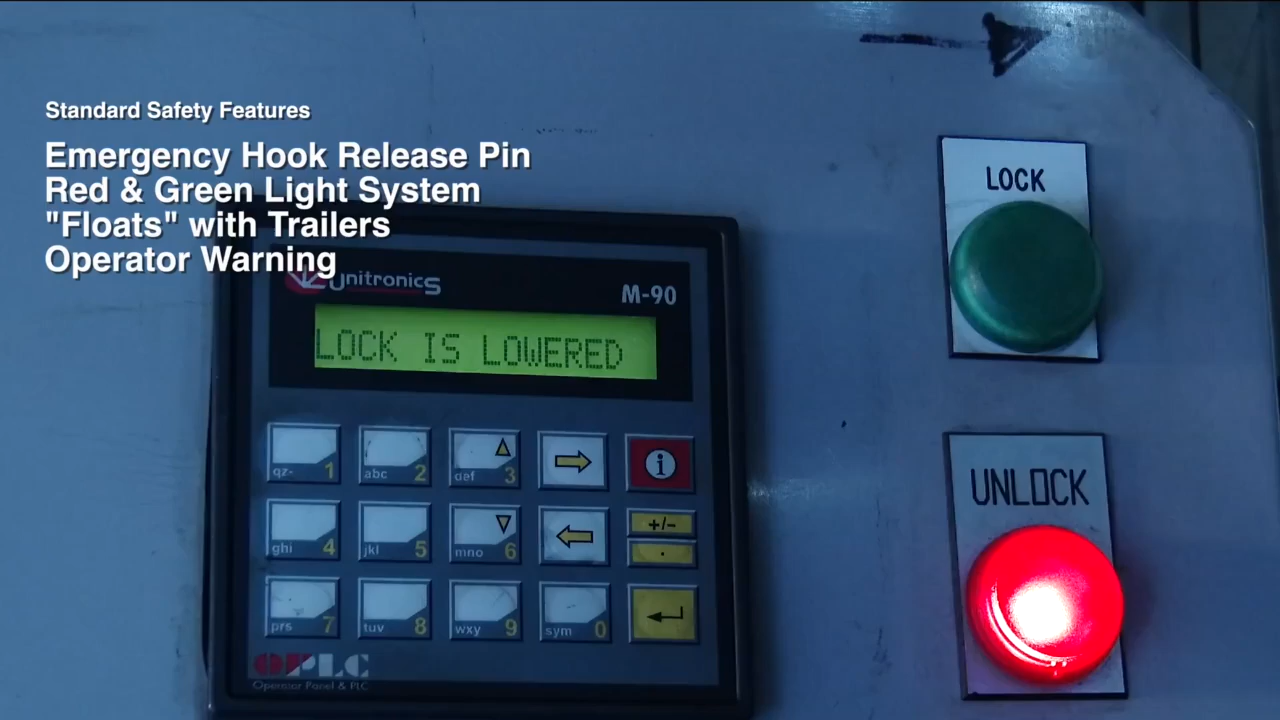 Standard Safety Features
Emergency Hook Release Pin
Red & Green Light System
"Floats" with Trailers
Operator Warning
unitronics
M-90
LOCK IS LOWERED
qz- 1
abc 2
def 3
i
ghi 4
jkl 5
mno 6
+/-
.
prs 7
tuv 8
wxy 9
sym 0
OPLC
Operator Panel & PLC
LOCK
UNLOCK